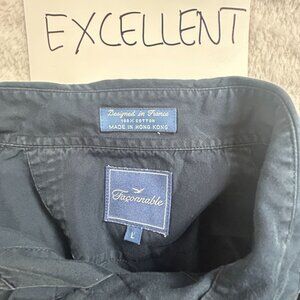 EXCELLENT
Designed in France
100% COTTON
MADE IN HONG KONG
Façonnable
L